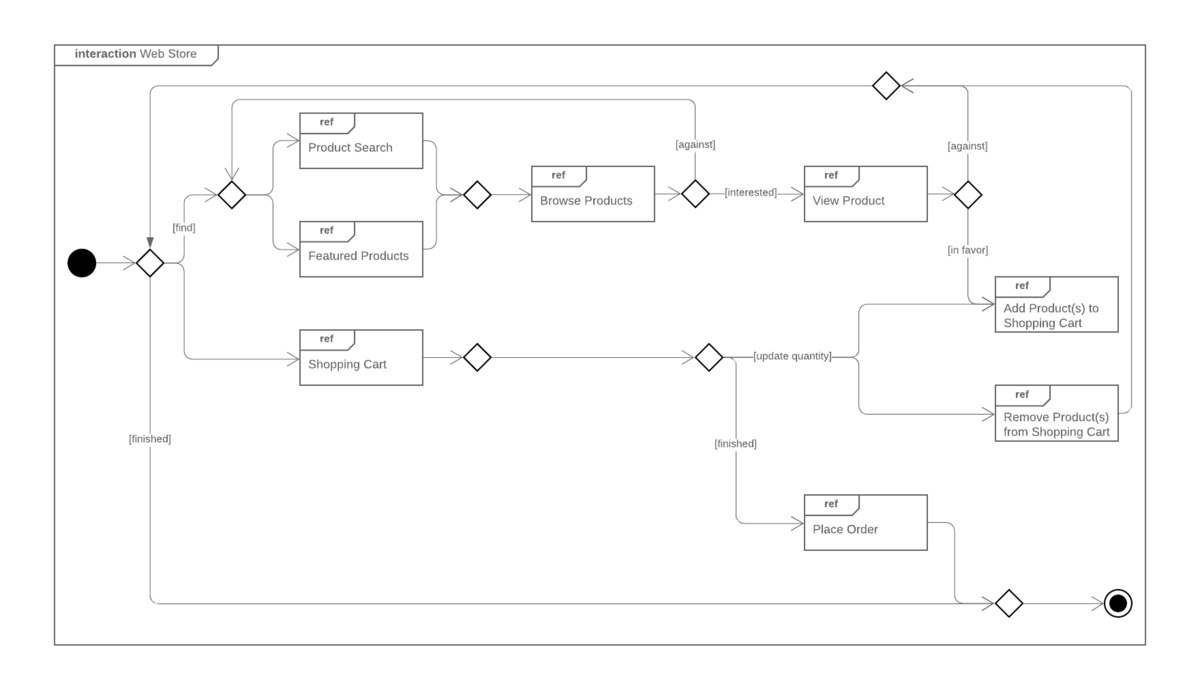 interaction Web Store
ref
Product Search
[against]
[against]
ref
Browse Products
[interested]
ref
View Product
[find]
ref
Featured Products
[in favor]
ref
Add Product(s) to
Shopping Cart
ref
Shopping Cart
[update quantity]
ref
Remove Product(s)
from Shopping Cart
[finished]
[finished]
ref
Place Order